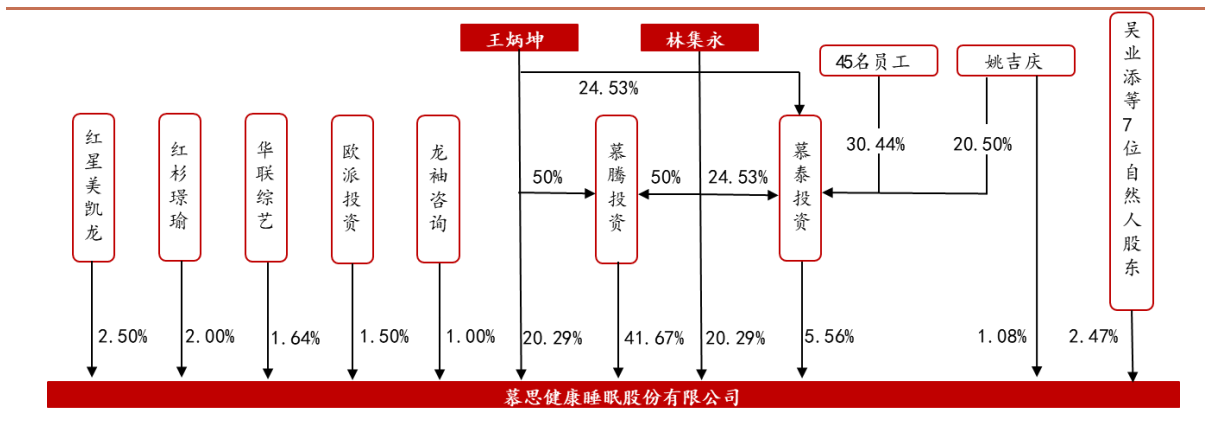 王炳坤
林集永
45名员工
姚吉庆
吴业添等7位自然人股东
24.53%
红星美凯龙
红杉璟瑜
华联综艺
欧派投资
龙袖咨询
慕腾投资
慕泰投资
30.44%
20.50%
50%
50%
24.53%
2.50%
2.00%
1.64%
1.50%
1.00%
20.29%
41.67%
20.29%
5.56%
1.08%
2.47%
慕思健康睡眠股份有限公司